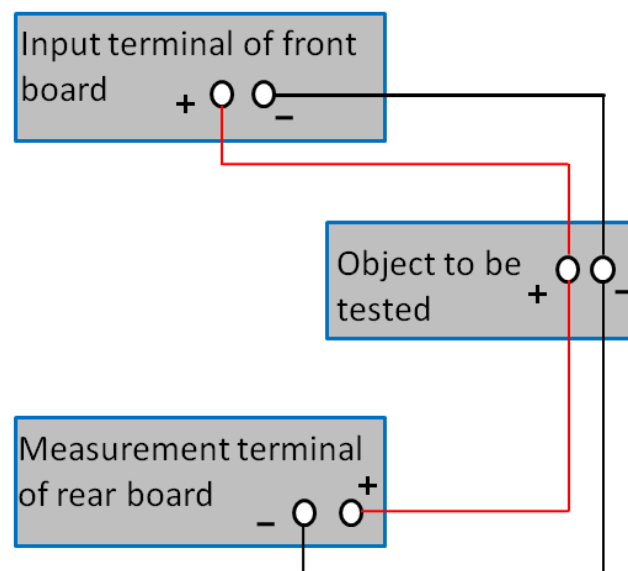 Input terminal of front
board
+
−
Object to be
tested
+
−
Measurement terminal
of rear board
−
+